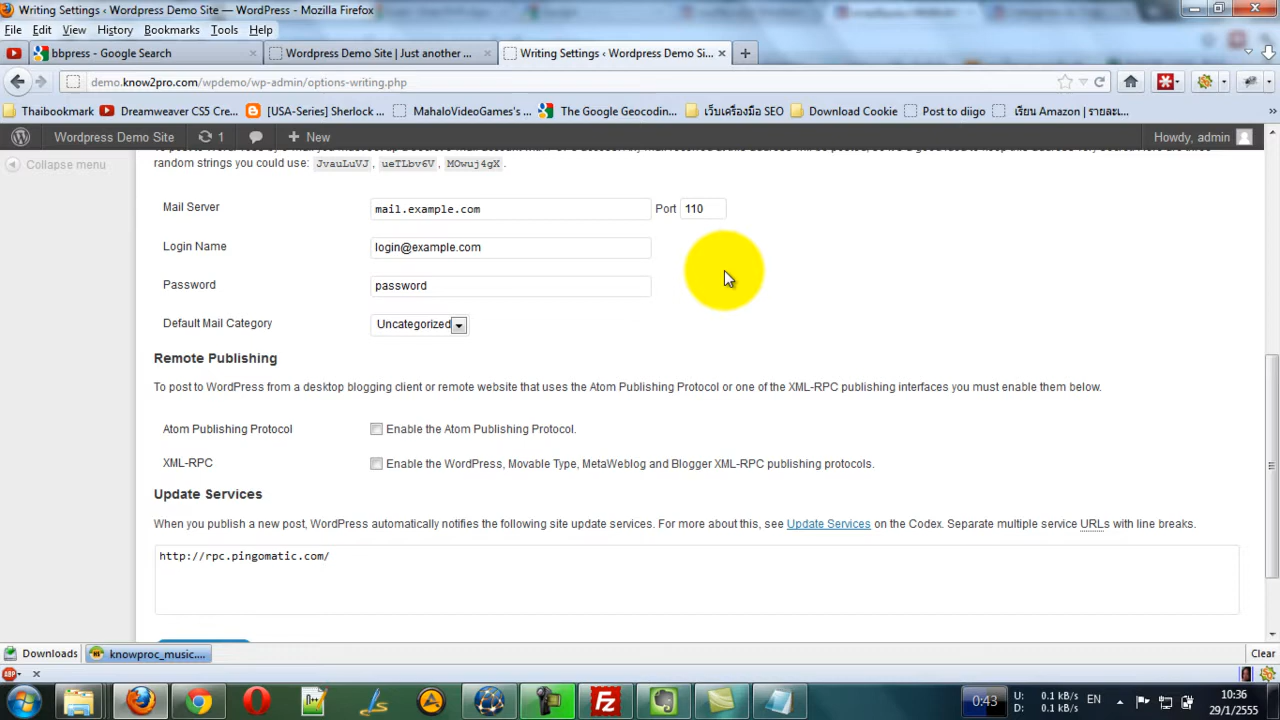 Writing Settings ‹ Wordpress Demo Site — WordPress - Mozilla Firefox
File Edit View History Bookmarks Tools Help
bbpress - Google Search
Wordpress Demo Site | Just another ...
Writing Settings ‹ Wordpress Demo Si...
demo.know2pro.com/wpdemo/wp-admin/options-writing.php
Thaibookmark Dreamweaver CS5 Cre... [USA-Series] Sherlock ... MahaloVideoGames's ... The Google Geocodin... เว็บเครื่องมือ SEO Download Cookie Post to diigo เรียน Amazon | รายละ...
Wordpress Demo Site 1 New Howdy, admin
Collapse menu
random strings you could use: JvauLuVJ, ueTLbv6V, MOwuj4gX.
Mail Server mail.example.com Port 110
Login Name login@example.com
Password password
Default Mail Category Uncategorized
Remote Publishing
To post to WordPress from a desktop blogging client or remote website that uses the Atom Publishing Protocol or one of the XML-RPC publishing interfaces you must enable them below.
Atom Publishing Protocol Enable the Atom Publishing Protocol.
XML-RPC Enable the WordPress, Movable Type, MetaWeblog and Blogger XML-RPC publishing protocols.
Update Services
When you publish a new post, WordPress automatically notifies the following site update services. For more about this, see Update Services on the Codex. Separate multiple service URLs with line breaks.
http://rpc.pingomatic.com/
Downloads knowproc_music.... Clear
ABP
0:43 U: 0.1 kB/s EN 10:36
D: 0.1 kB/s 29/1/2555